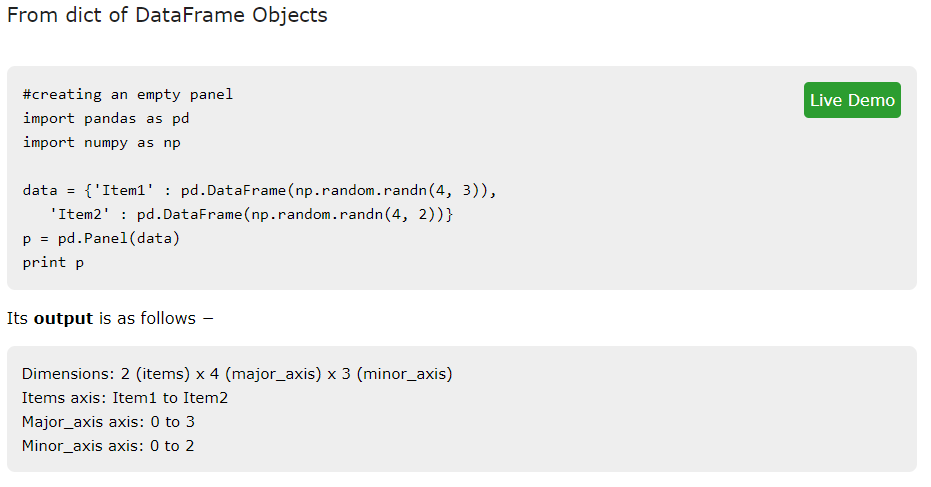 From dict of DataFrame Objects
#creating an empty panel
Live Demo
import pandas as pd
import numpy as np
data = {'Item1' : pd.DataFrame(np.random.randn(4, 3)),
   'Item2' : pd.DataFrame(np.random.randn(4, 2))}
p = pd.Panel(data)
print p
Its output is as follows −
Dimensions: 2 (items) x 4 (major_axis) x 3 (minor_axis)
Items axis: Item1 to Item2
Major_axis axis: 0 to 3
Minor_axis axis: 0 to 2